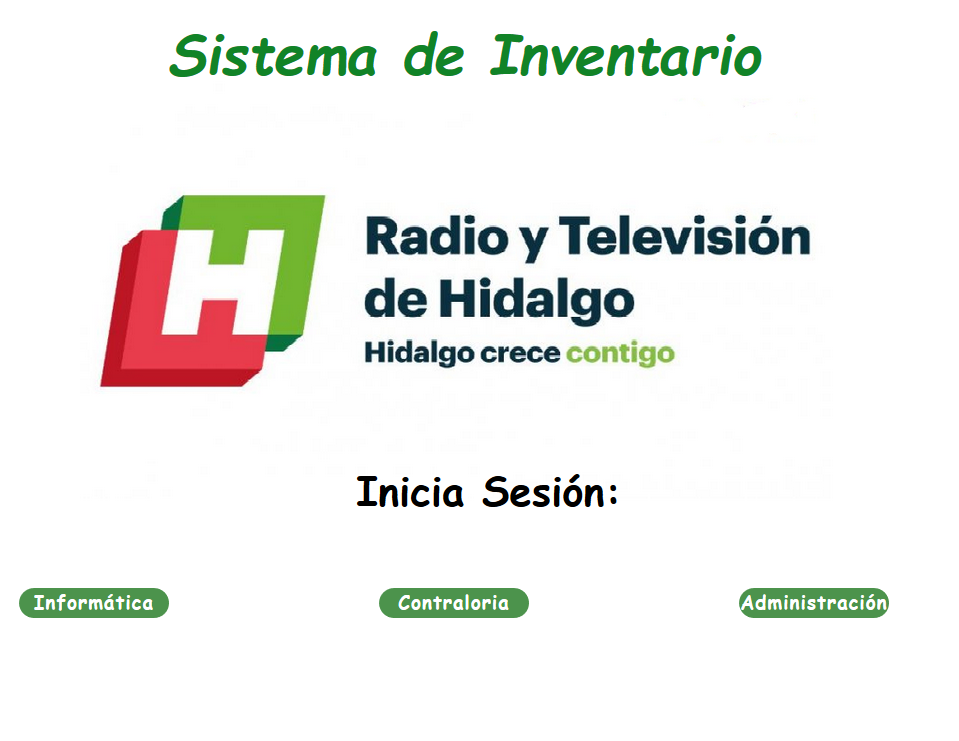 Sistema de Inventario
H
Radio y Televisión
de Hidalgo
Hidalgo crece contigo
Inicia Sesión:
Informática
Contraloria
Administración